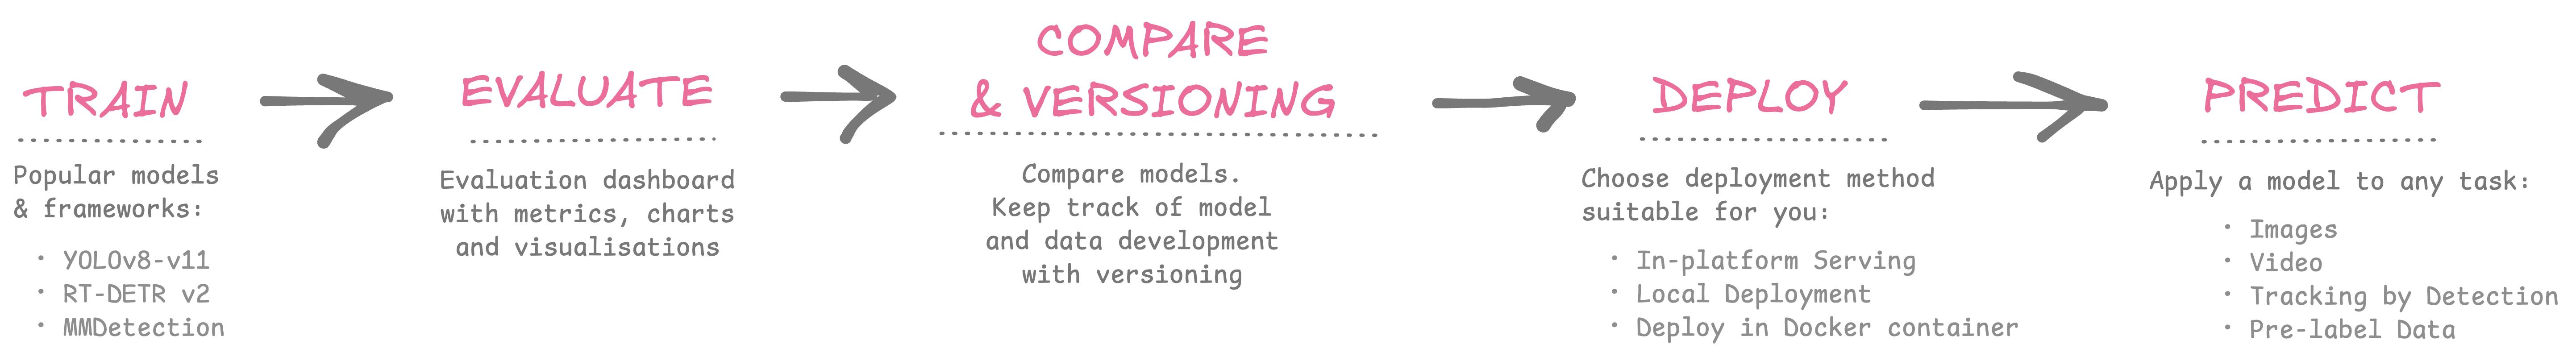 TRAIN
Popular models
& frameworks:
• YOLOv8-v11
• RT-DETR v2
• MMDetection
EVALUATE
Evaluation dashboard
with metrics, charts
and visualisations
COMPARE
& VERSIONING
Compare models.
Keep track of model
and data development
with versioning
DEPLOY
Choose deployment method
suitable for you:
• In-platform Serving
• Local Deployment
• Deploy in Docker container
PREDICT
Apply a model to any task:
• Images
• Video
• Tracking by Detection
• Pre-label Data